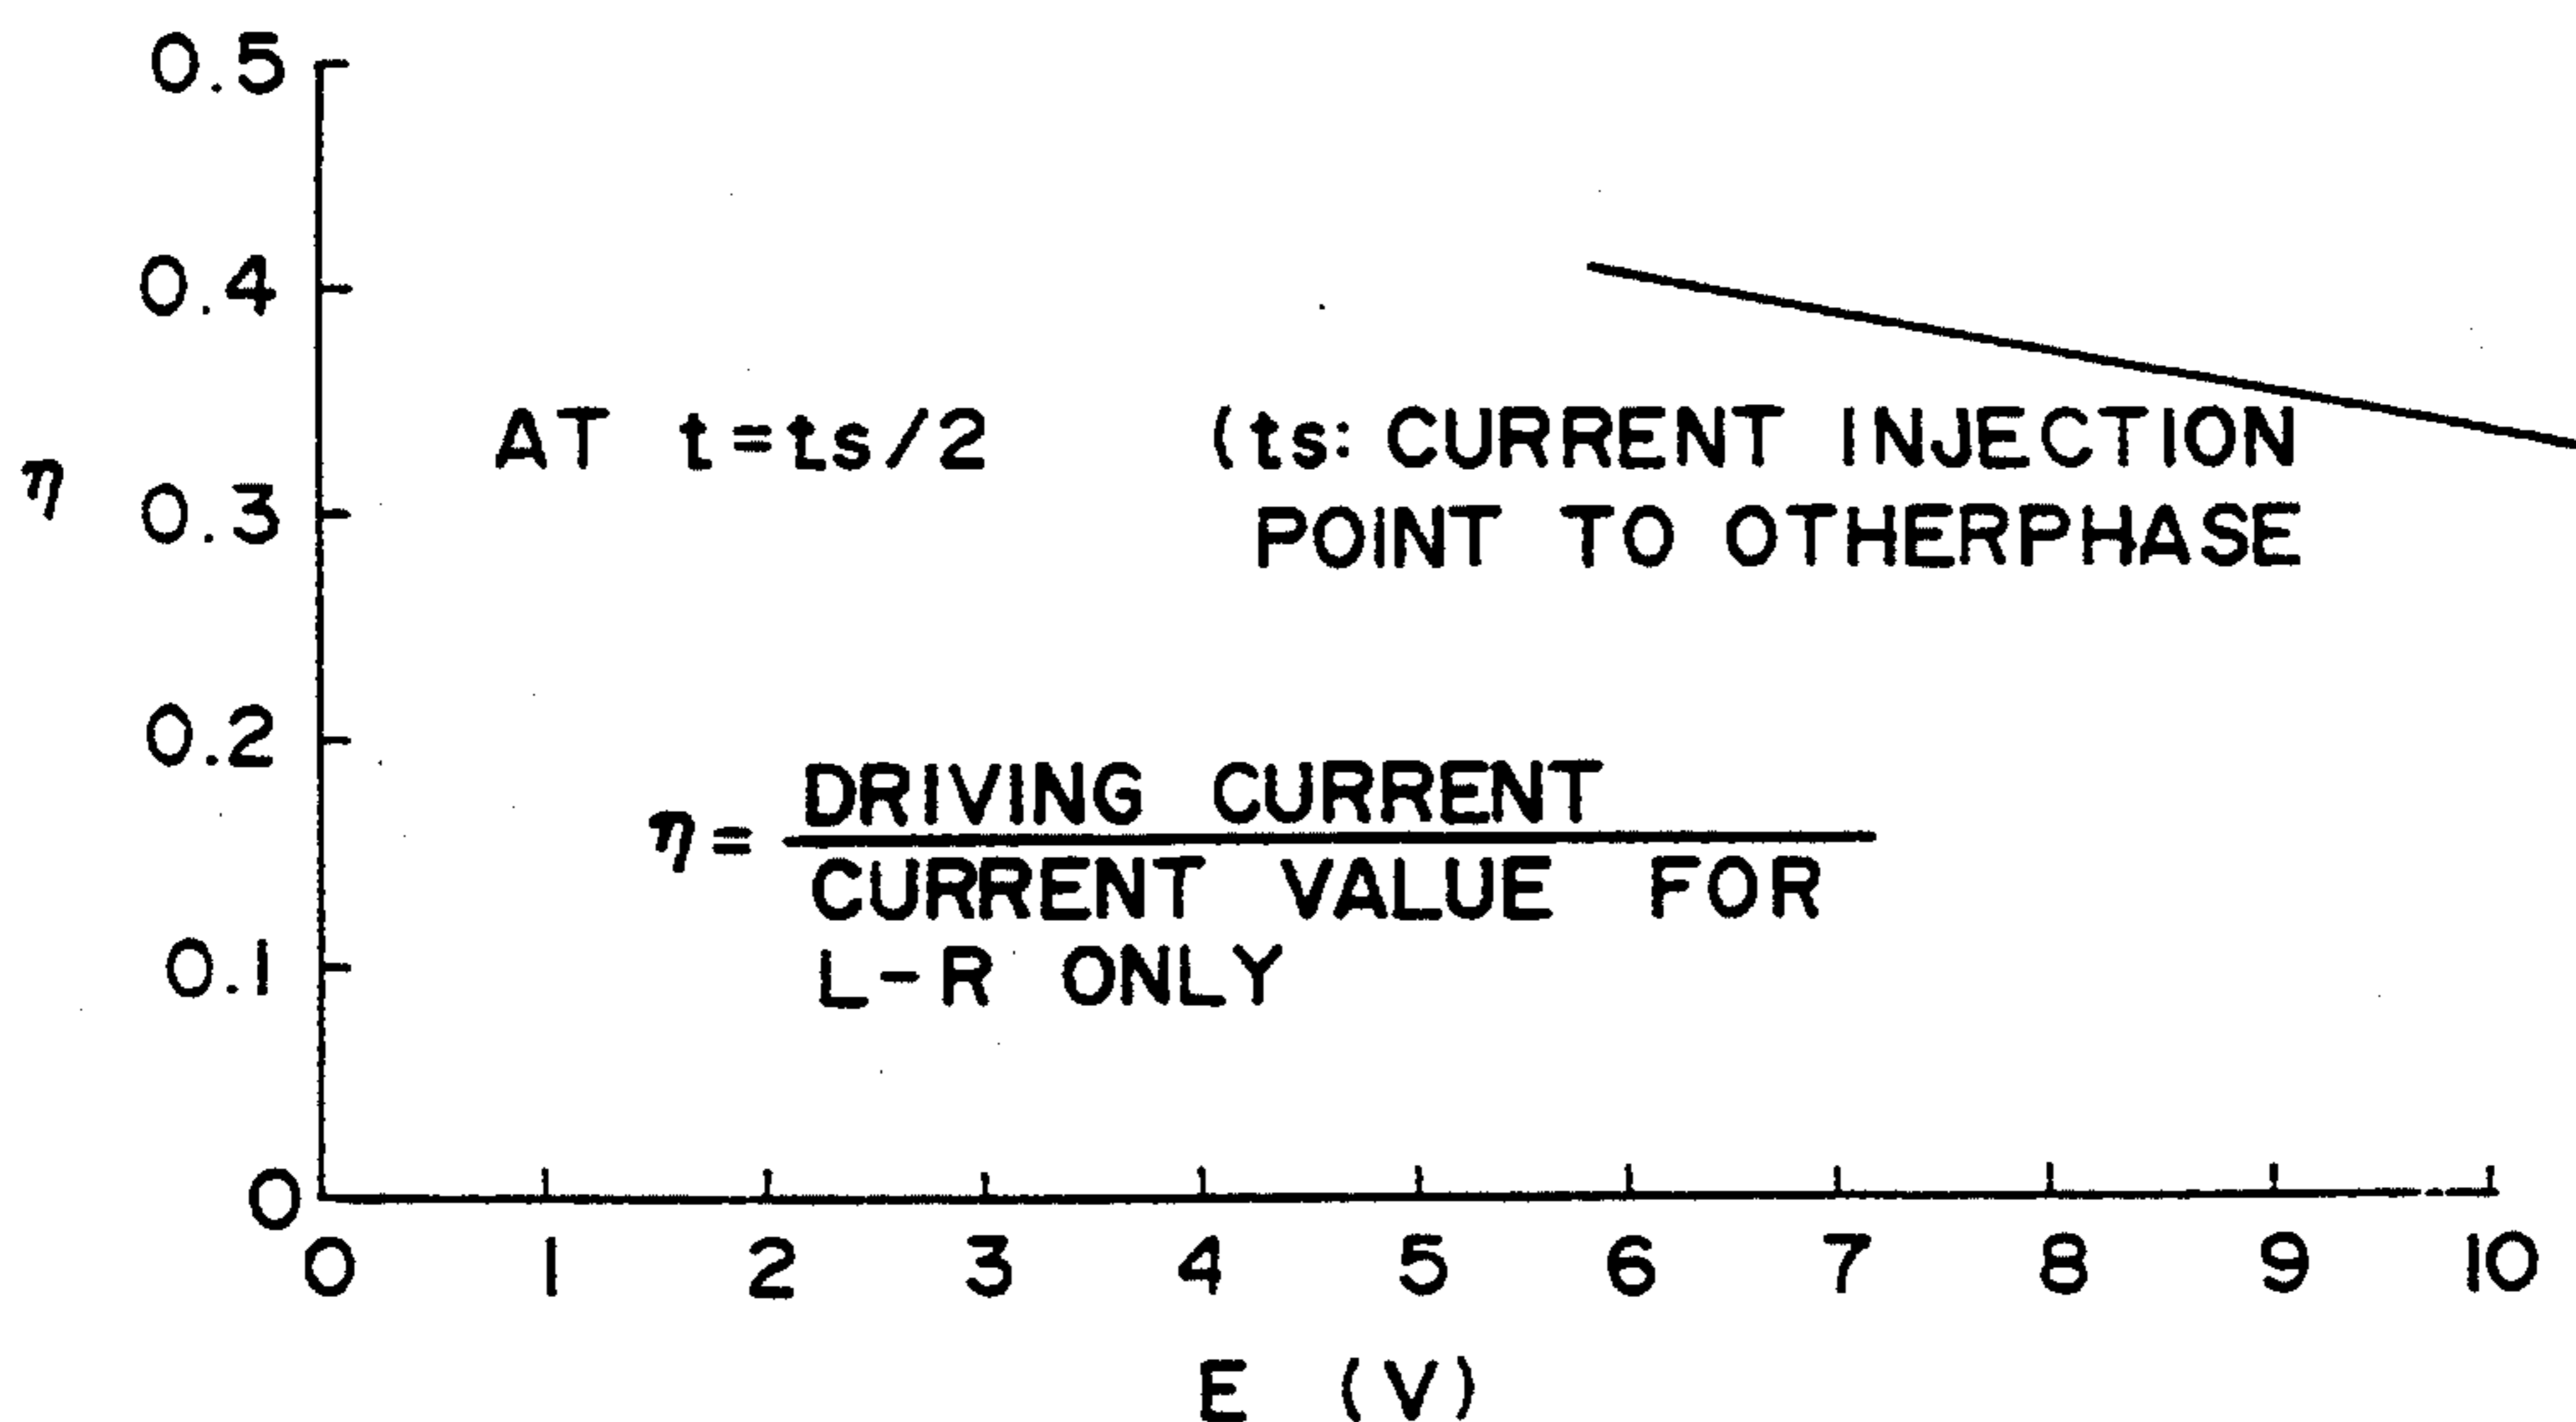 0.5
0.4
η
0.3
0.2
0.1
0
AT t=ts/2 (ts: CURRENT INJECTION
POINT TO OTHERPHASE
η= DRIVING CURRENT
CURRENT VALUE FOR
L-R ONLY
0 1 2 3 4 5 6 7 8 9 10
E (V)